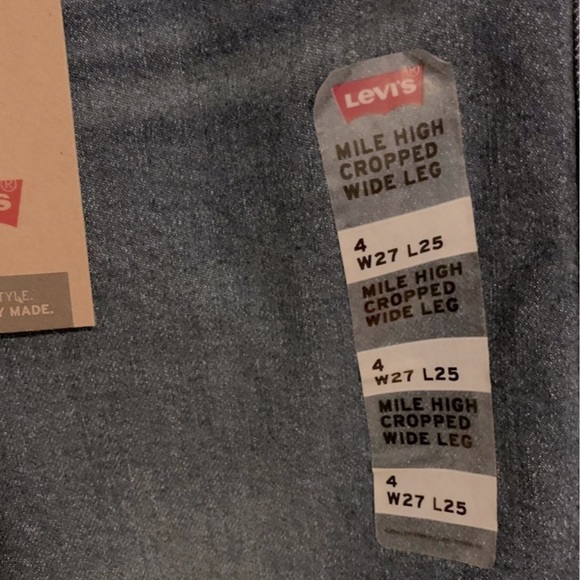 Levi's®
MILE HIGH
CROPPED
WIDE LEG
4
W27 L25
MILE HIGH
CROPPED
WIDE LEG
4
W27 L25
MILE HIGH
CROPPED
WIDE LEG
4
W27 L25
S®
TYLE.
Y MADE.